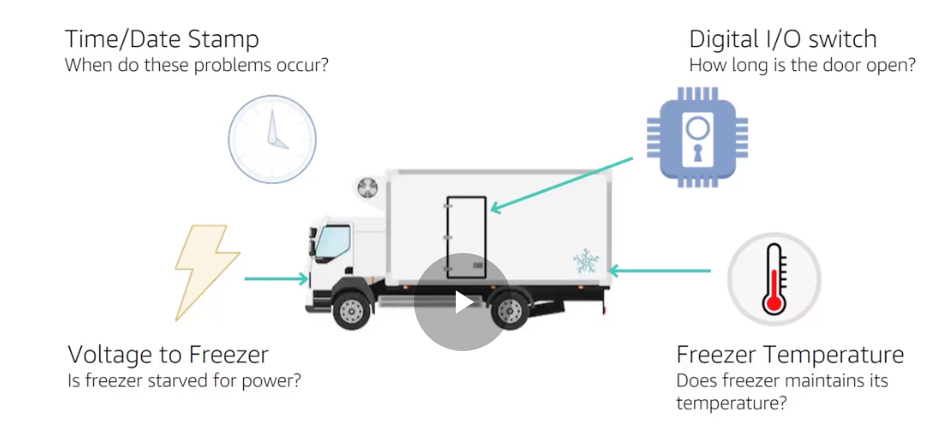 Time/Date Stamp
When do these problems occur?
Digital I/O switch
How long is the door open?
Voltage to Freezer
Is freezer starved for power?
Freezer Temperature
Does freezer maintains its
temperature?